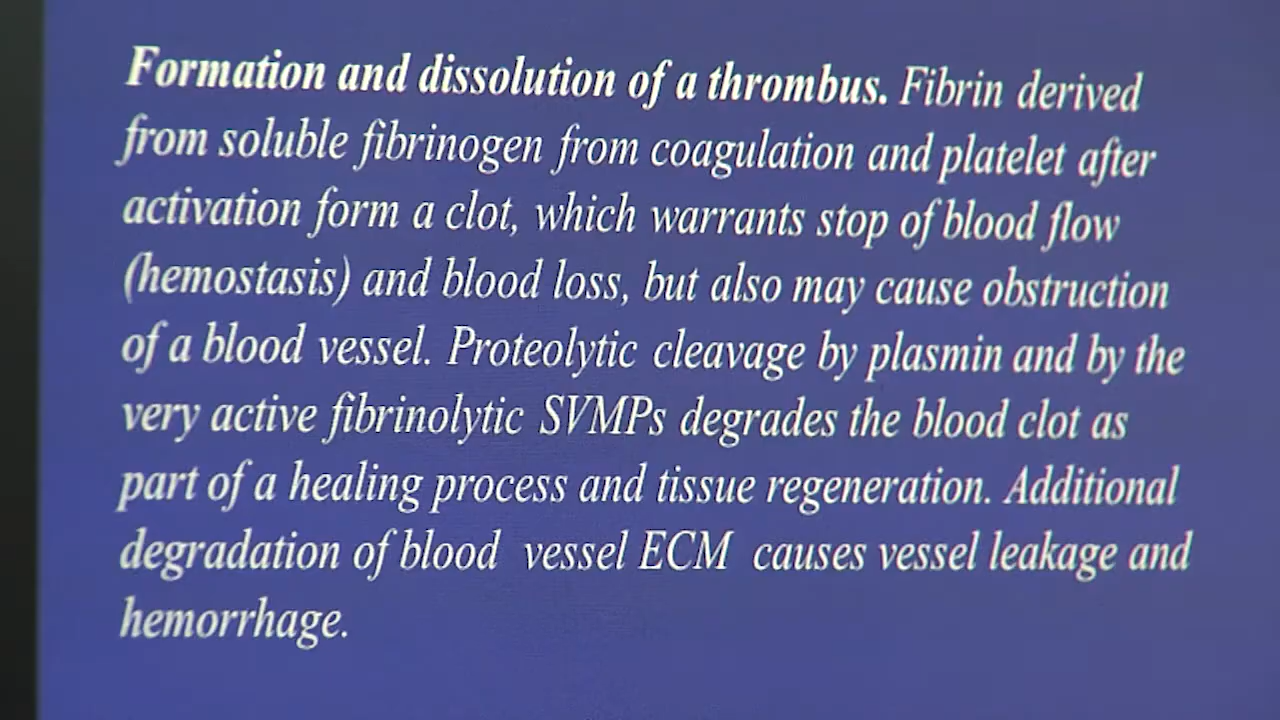 Formation and dissolution of a thrombus. Fibrin derived
from soluble fibrinogen from coagulation and platelet after
activation form a clot, which warrants stop of blood flow
(hemostasis) and blood loss, but also may cause obstruction
of a blood vessel. Proteolytic cleavage by plasmin and by the
very active fibrinolytic SVMPs degrades the blood clot as
part of a healing process and tissue regeneration. Additional
degradation of blood vessel ECM causes vessel leakage and
hemorrhage.